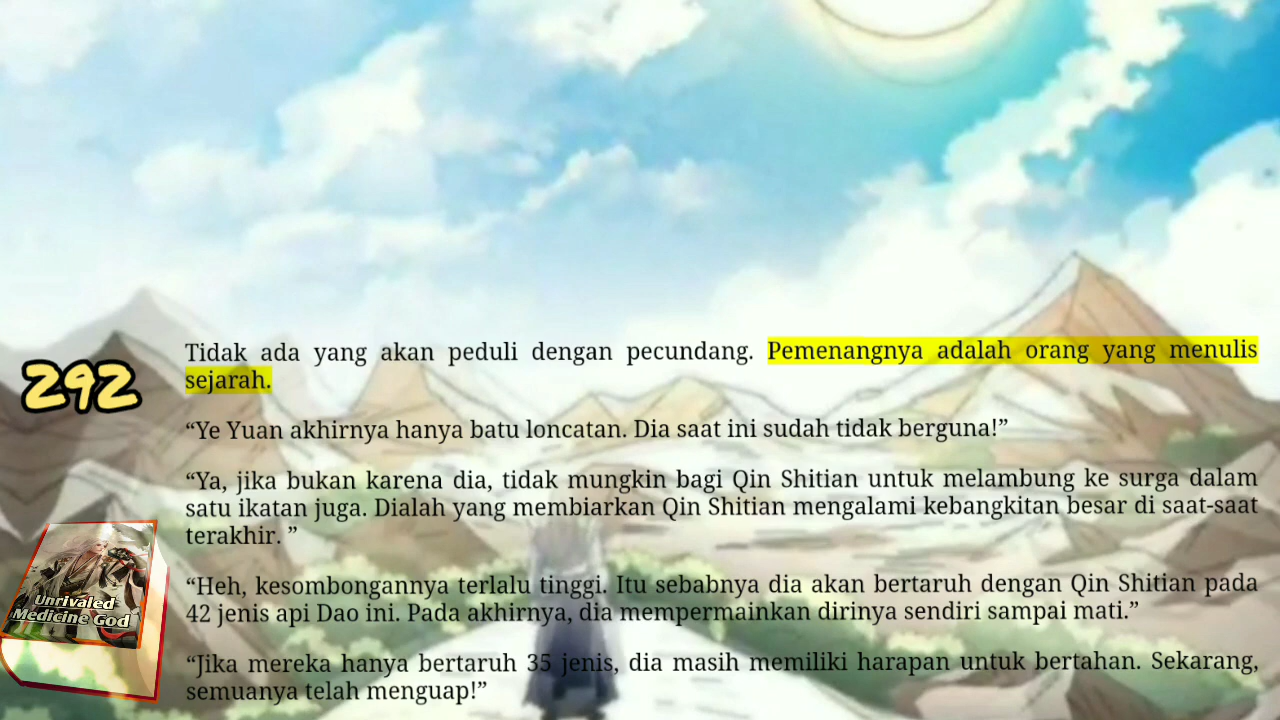 Tidak ada yang akan peduli dengan pecundang. Pemenangnya adalah orang yang menulis
sejarah.
292
“Ye Yuan akhirnya hanya batu loncatan. Dia saat ini sudah tidak berguna!”
“Ya, jika bukan karena dia, tidak mungkin bagi Qin Shitian untuk melambung ke surga dalam
satu ikatan juga. Dialah yang membiarkan Qin Shitian mengalami kebangkitan besar di saat-saat
terakhir. ”
“Heh, kesombongannya terlalu tinggi. Itu sebabnya dia akan bertaruh dengan Qin Shitian pada
42 jenis api Dao ini. Pada akhirnya, dia mempermainkan dirinya sendiri sampai mati.”
“Jika mereka hanya bertaruh 35 jenis, dia masih memiliki harapan untuk bertahan. Sekarang,
semuanya telah menguap!”
Unrivaled
Medicine God